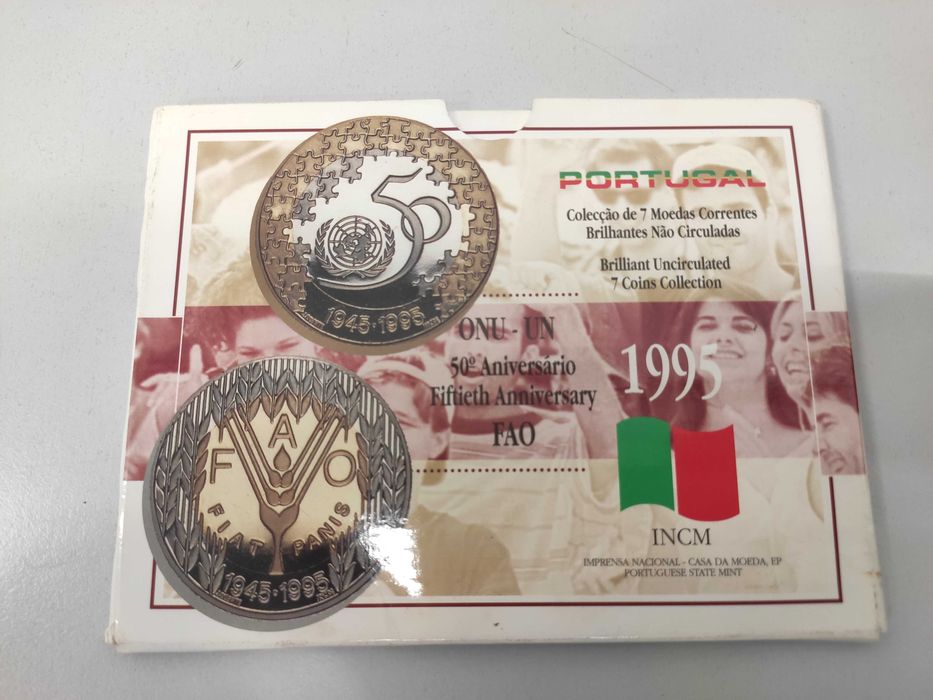 50
1945·1995
PORTUGAL
Colecção de 7 Moedas Correntes
Brilhantes Não Circuladas
Brilliant Uncirculated
7 Coins Collection
ONU - UN
50º Aniversário
Fiftieth Anniversary
FAO
1995
FAO
FIAT PANIS
1945·1995
INCM
IMPRENSA NACIONAL - CASA DA MOEDA, EP
PORTUGUESE STATE MINT